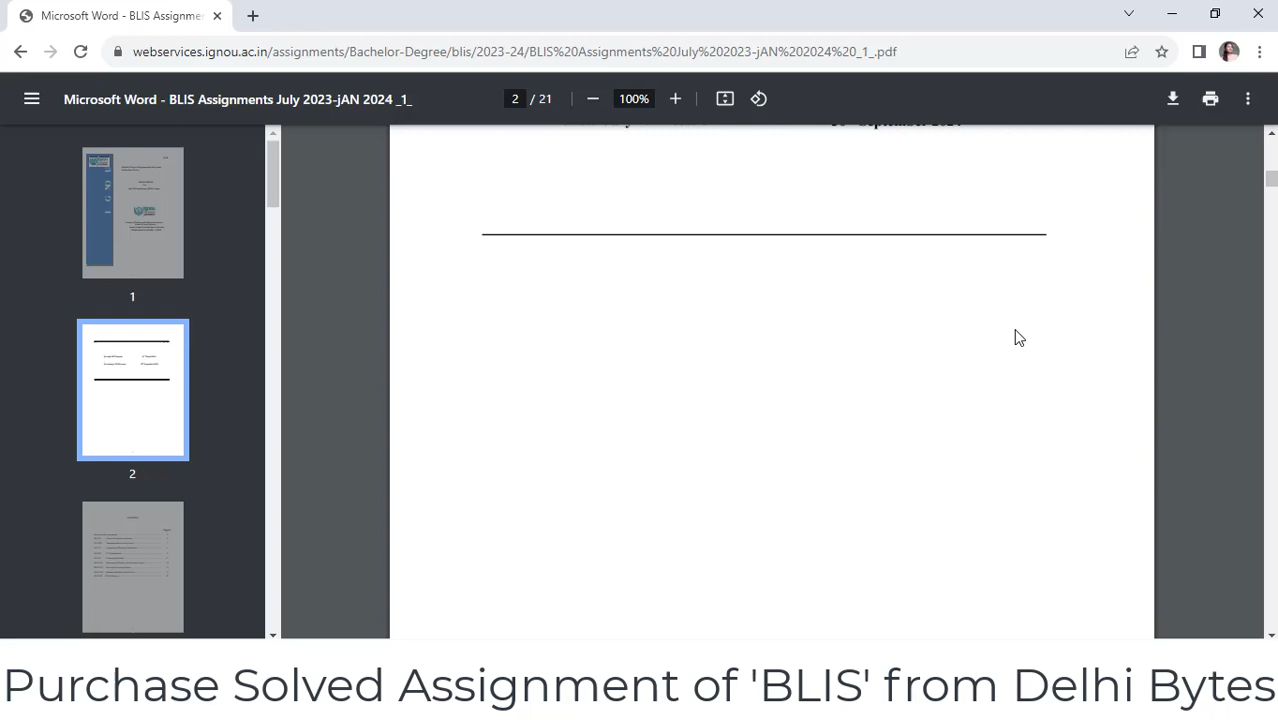 Microsoft Word - BLIS Assignme
webservices.ignou.ac.in/assignments/Bachelor-Degree/blis/2023-24/BLIS%20Assignments%20July%202023-jAN%202024%20_1_.pdf
Microsoft Word - BLIS Assignments July 2023-jAN 2024 _1_
2 / 21
100%
September 2024
1
2
Purchase Solved Assignment of 'BLIS' from Delhi Bytes